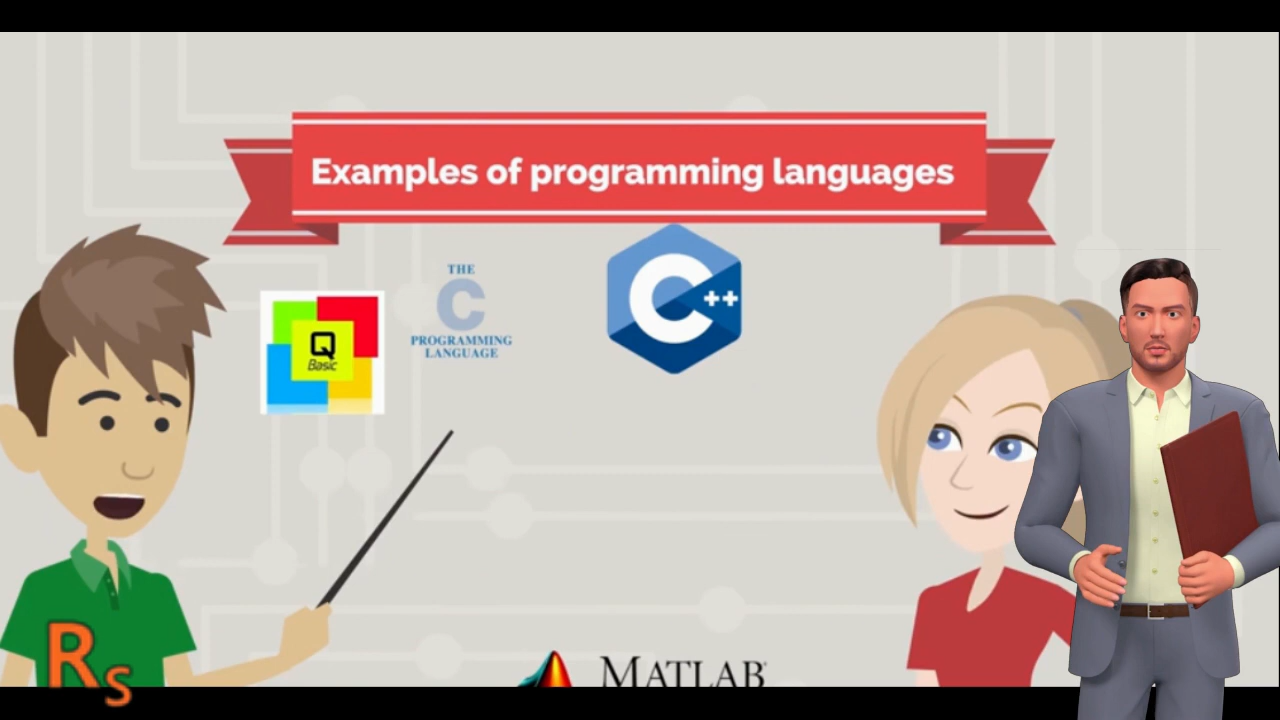 Examples of programming languages
THE
C
PROGRAMMING
LANGUAGE
C++
Q
Basic
MATLAB
RS